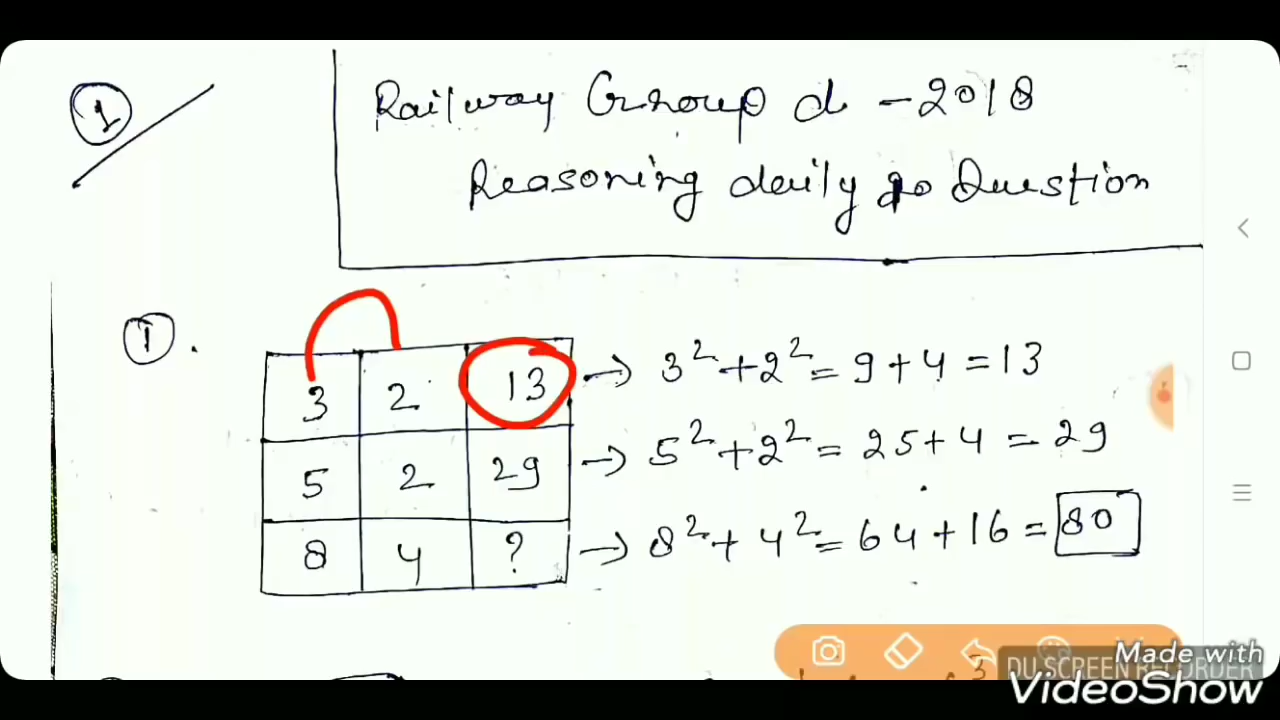 1
Railway Group d - 2018
Reasoning daily 20 Question
1.
3 2 13 → 3²+2² = 9+4 = 13
5 2 29 → 5²+2² = 25+4 = 29
8 4 ? → 8²+4² = 64+16 = 80
Made with
DU SCREEN RECORDER
VideoShow